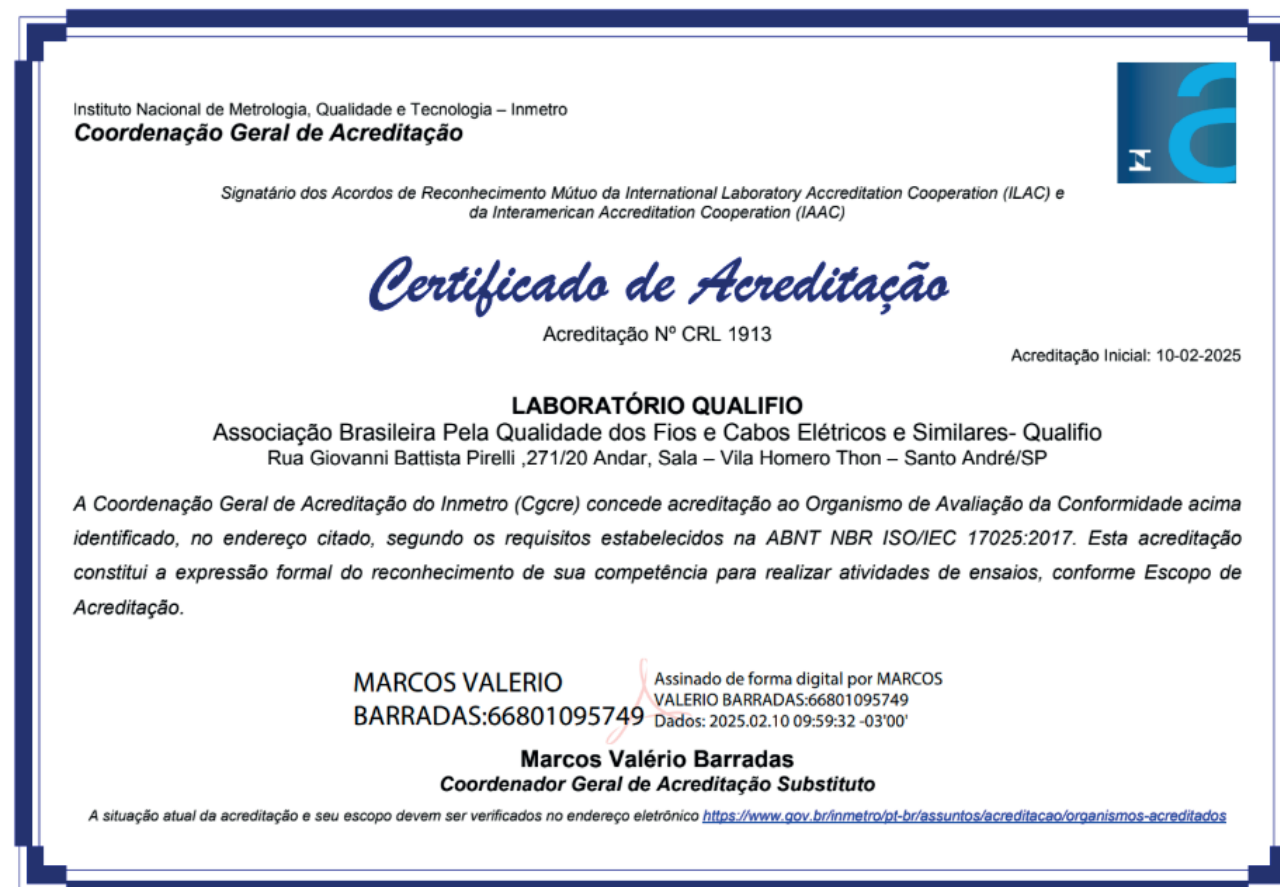 Instituto Nacional de Metrologia, Qualidade e Tecnologia – Inmetro
Coordenação Geral de Acreditação
Signatário dos Acordos de Reconhecimento Mútuo da International Laboratory Accreditation Cooperation (ILAC) e
da Interamerican Accreditation Cooperation (IAAC)
Certificado de Acreditação
Acreditação Nº CRL 1913
Acreditação Inicial: 10-02-2025
LABORATÓRIO QUALIFIO
Associação Brasileira Pela Qualidade dos Fios e Cabos Elétricos e Similares- Qualifio
Rua Giovanni Battista Pirelli ,271/20 Andar, Sala – Vila Homero Thon – Santo André/SP
A Coordenação Geral de Acreditação do Inmetro (Cgcre) concede acreditação ao Organismo de Avaliação da Conformidade acima
identificado, no endereço citado, segundo os requisitos estabelecidos na ABNT NBR ISO/IEC 17025:2017. Esta acreditação
constitui a expressão formal do reconhecimento de sua competência para realizar atividades de ensaios, conforme Escopo de
Acreditação.
MARCOS VALERIO
BARRADAS:66801095749
Assinado de forma digital por MARCOS
VALERIO BARRADAS:66801095749
Dados: 2025.02.10 09:59:32 -03'00'
Marcos Valério Barradas
Coordenador Geral de Acreditação Substituto
A situação atual da acreditação e seu escopo devem ser verificados no endereço eletrônico https://www.gov.br/inmetro/pt-br/assuntos/acreditacao/organismos-acreditados